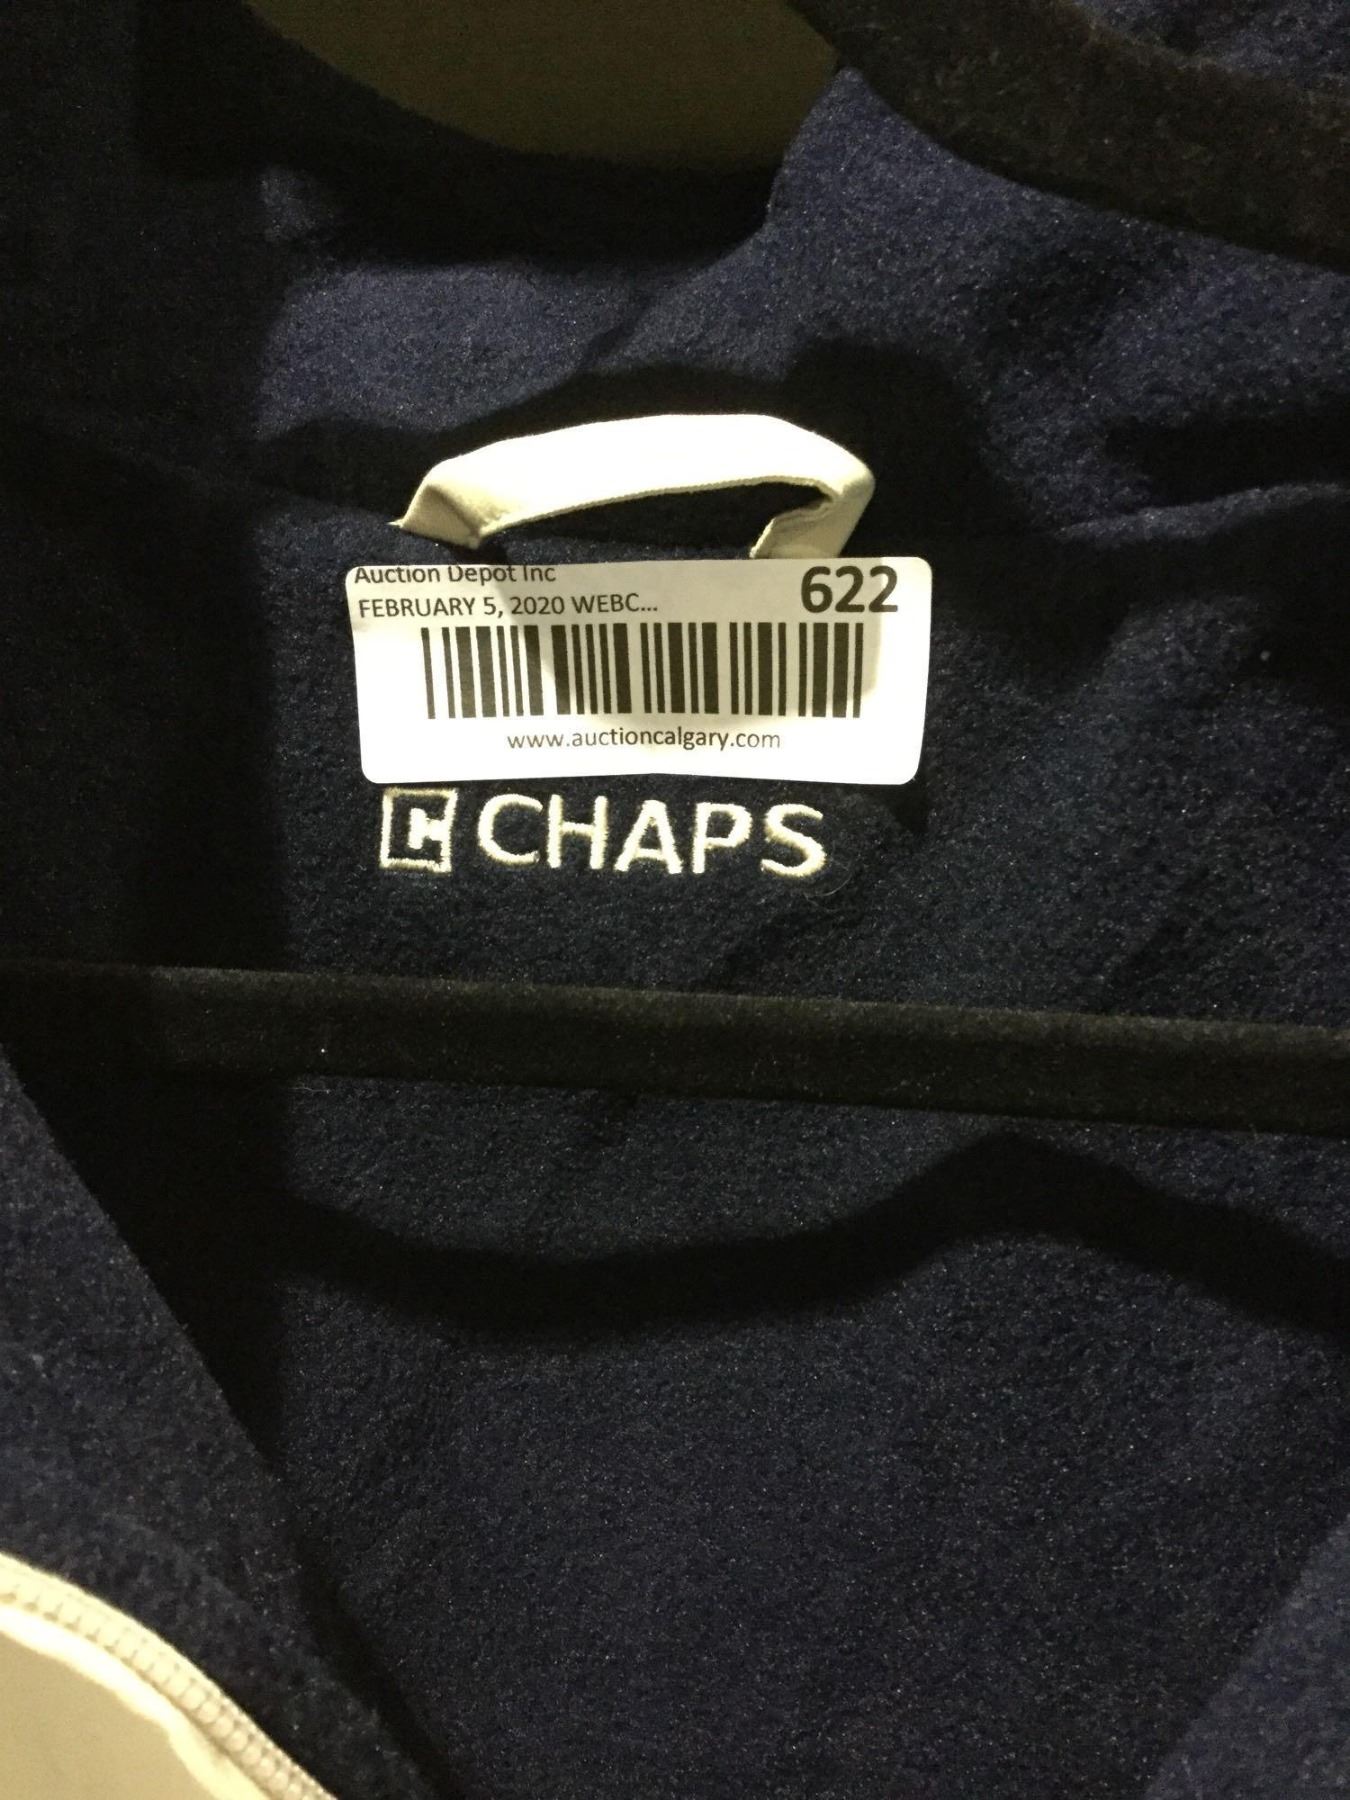 Auction Depot Inc
622
FEBRUARY 5, 2020 WEBC...
www.auctioncalgary.com
C CHAPS